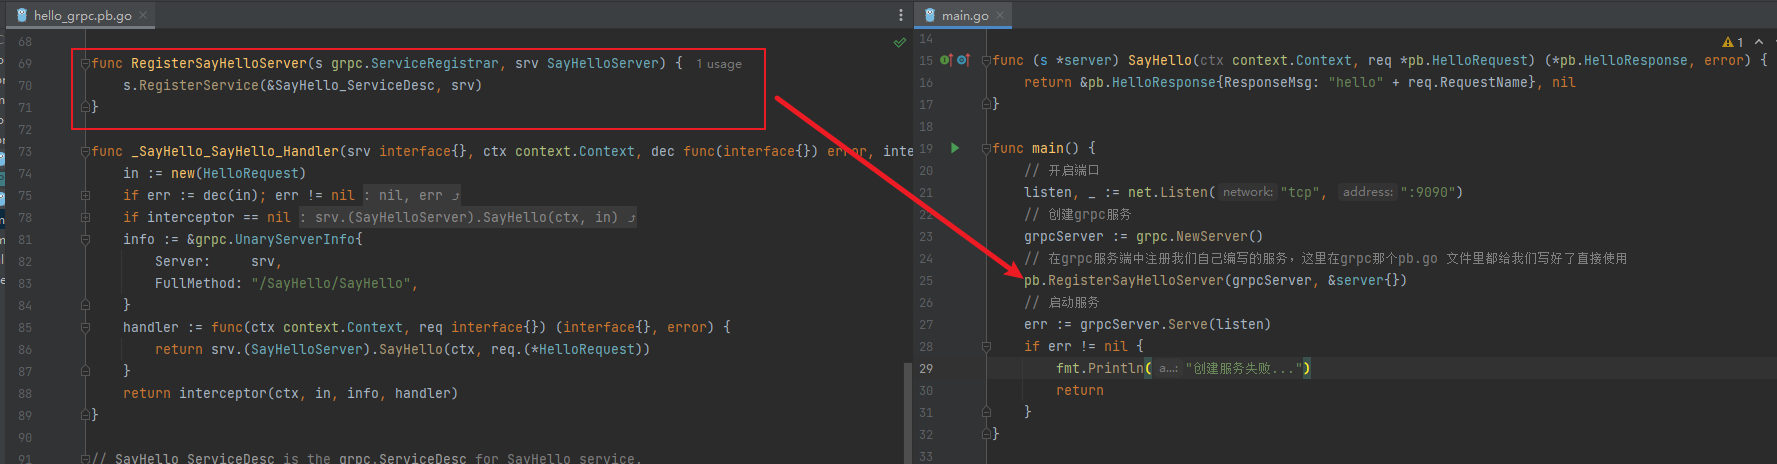 hello_grpc.pb.go
68
69 func RegisterSayHelloServer(s grpc.ServiceRegistrar, srv SayHelloServer) { 1 usage
70 s.RegisterService(&SayHello_ServiceDesc, srv)
71 }
72
73 func _SayHello_SayHello_Handler(srv interface{}, ctx context.Context, dec func(interface{}) error, inte
74 in := new(HelloRequest)
75 if err := dec(in); err != nil : nil, err
78 if interceptor == nil : srv.(SayHelloServer).SayHello(ctx, in)
81 info := &grpc.UnaryServerInfo{
82 Server: srv,
83 FullMethod: "/SayHello/SayHello",
84 }
85 handler := func(ctx context.Context, req interface{}) (interface{}, error) {
86 return srv.(SayHelloServer).SayHello(ctx, req.(*HelloRequest))
87 }
88 return interceptor(ctx, in, info, handler)
89 }
90
91 // SayHello_ServiceDesc is the grpc.ServiceDesc for SayHello service.
main.go
1
14
15 func (s *server) SayHello(ctx context.Context, req *pb.HelloRequest) (*pb.HelloResponse, error) {
16 return &pb.HelloResponse{ResponseMsg: "hello" + req.RequestName}, nil
17 }
18
19 func main() {
20 // 开启端口
21 listen, _ := net.Listen( network: "tcp", address: ":9090")
22 // 创建grpc服务
23 grpcServer := grpc.NewServer()
24 // 在grpc服务端中注册我们自己编写的服务，这里在grpc那个pb.go 文件里都给我们写好了直接使用
25 pb.RegisterSayHelloServer(grpcServer, &server{})
26 // 启动服务
27 err := grpcServer.Serve(listen)
28 if err != nil {
29 fmt.Println( a...: "创建服务失败...")
30 return
31 }
32 }
33